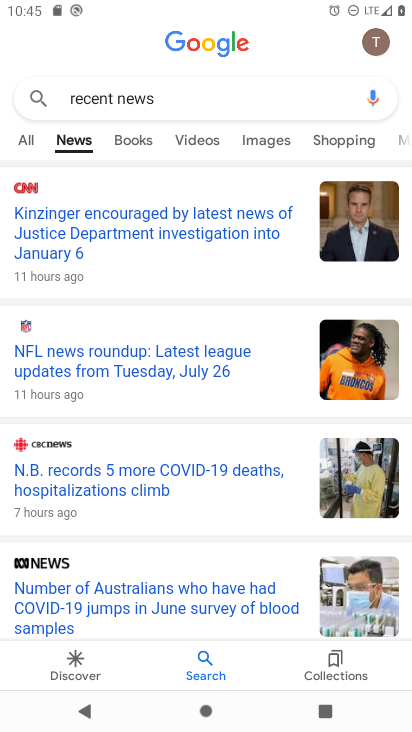 10:45
LTE
Google
T
recent news
All News Books Videos Images Shopping M
CNN
Kinzinger encouraged by latest news of
Justice Department investigation into
January 6
11 hours ago
NFL
NFL news roundup: Latest league
updates from Tuesday, July 26
11 hours ago
BRONCOS
CBCNEWS
N.B. records 5 more COVID-19 deaths,
hospitalizations climb
7 hours ago
NEWS
Number of Australians who have had
COVID-19 jumps in June survey of blood
samples
Discover Search Collections